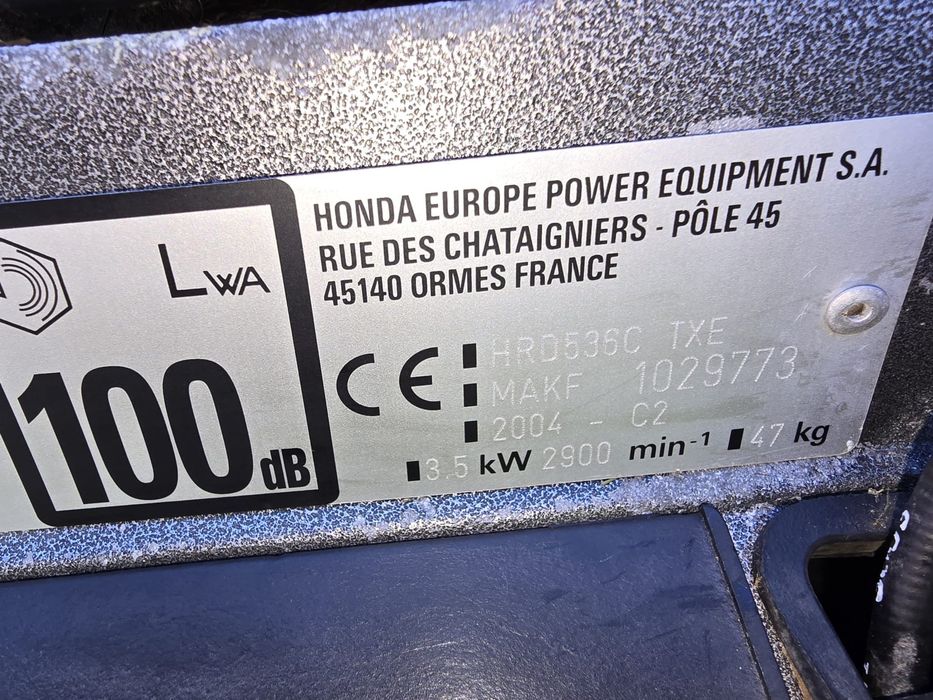 LWA
100
dB
HONDA EUROPE POWER EQUIPMENT S.A.
RUE DES CHATAIGNIERS - PÔLE 45
45140 ORMES FRANCE
CE
HRD536C TXE
MAKF 1029773
2004 - C2
3.5 kW 2900 min-1 47 kg